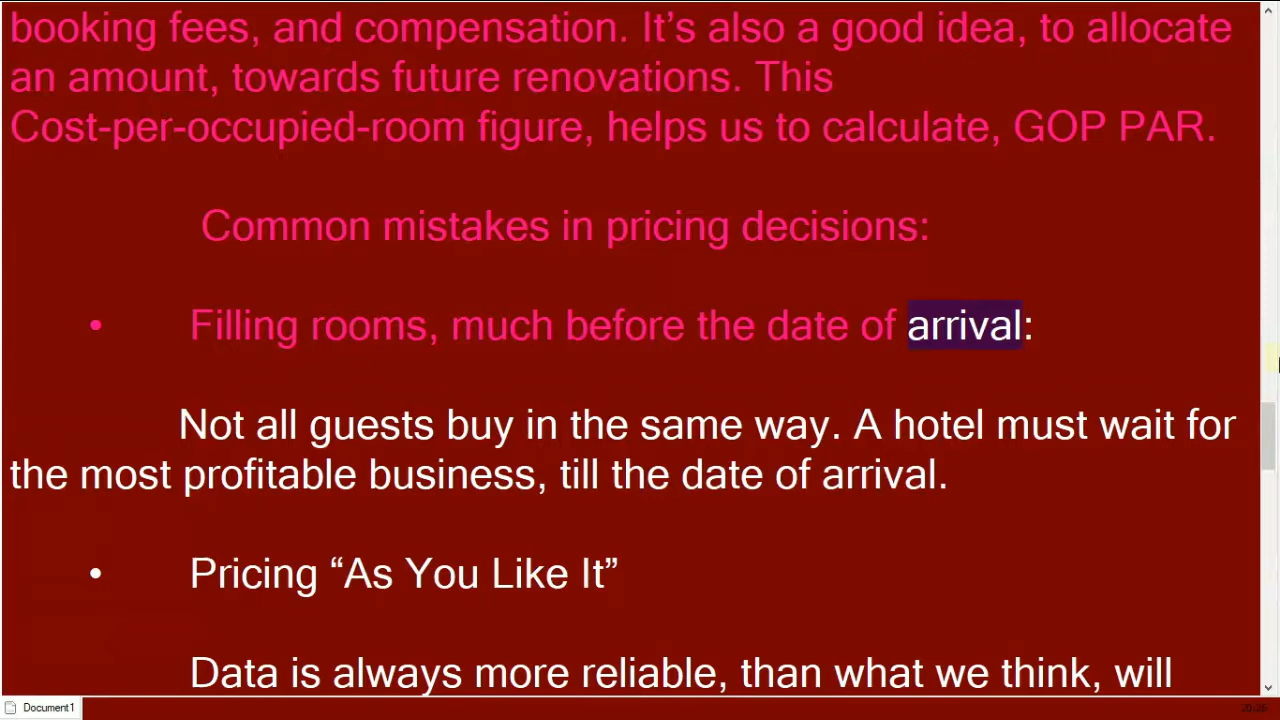 booking fees, and compensation. It's also a good idea, to allocate
an amount, towards future renovations. This
Cost-per-occupied-room figure, helps us to calculate, GOP PAR.
Common mistakes in pricing decisions:
• Filling rooms, much before the date of arrival:
Not all guests buy in the same way. A hotel must wait for
the most profitable business, till the date of arrival.
• Pricing “As You Like It”
Data is always more reliable, than what we think, will
Document1